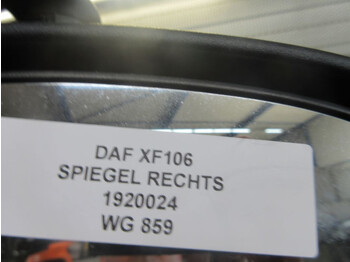 DAF XF106
SPIEGEL RECHTS
1920024
WG 859